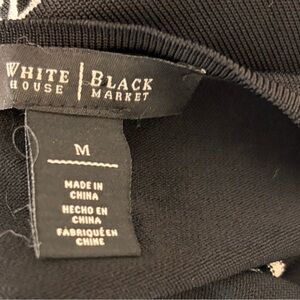 WHITE HOUSE | BLACK MARKET
M
MADE IN
CHINA
HECHO EN
CHINA
FABRIQUÉ EN
CHINE